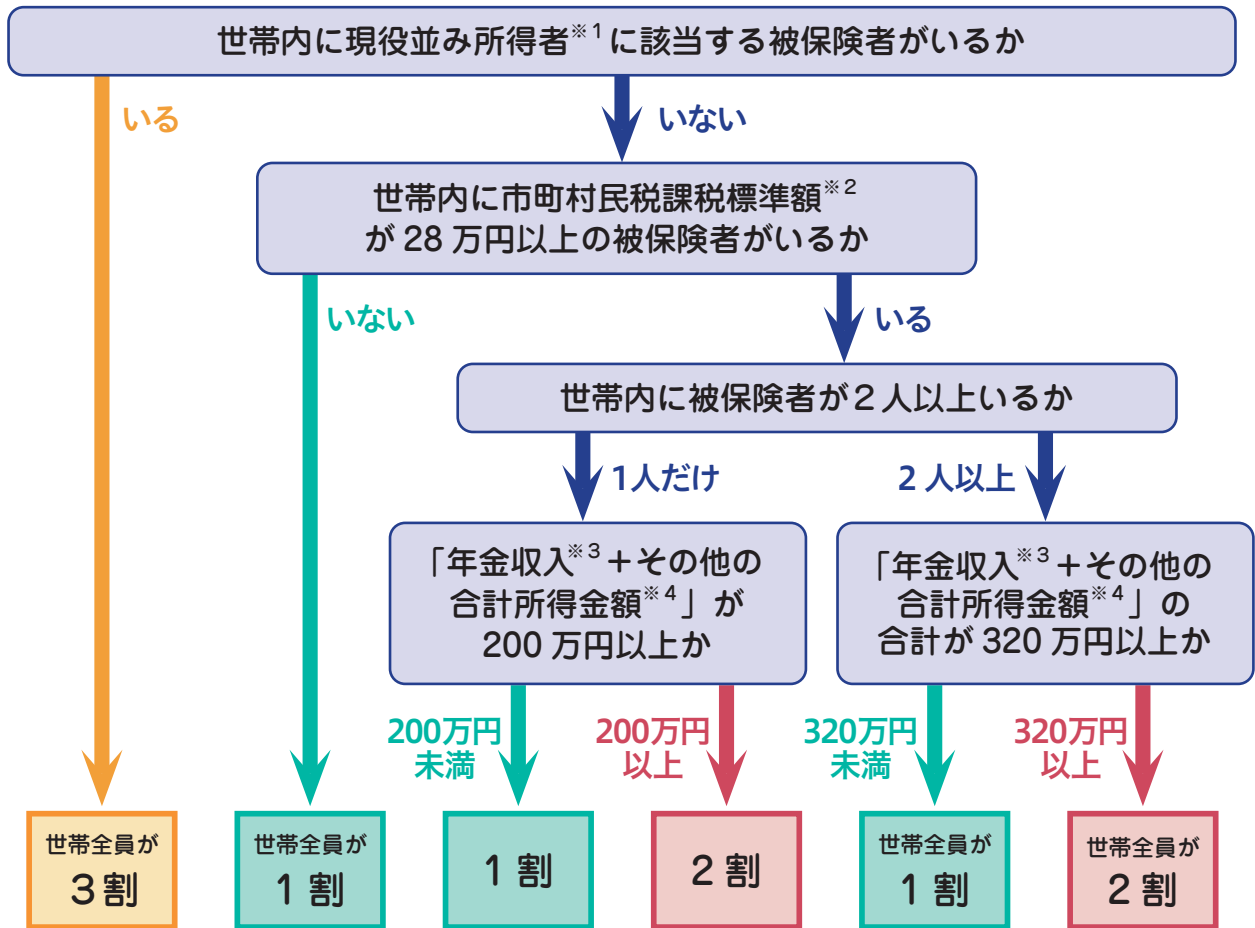 世帯内に現役並み所得者※1に該当する被保険者がいるか
いる
いない
世帯内に市町村民税課税標準額※2
が 28 万円以上の被保険者がいるか
いない
いる
世帯内に被保険者が2人以上いるか
1人だけ
2 人以上
「年金収入※3+その他の
合計所得金額※4」が
200 万円以上か
「年金収入※3+その他の
合計所得金額※4」の
合計が 320 万円以上か
200万円
未満
200万円
以上
320万円
未満
320万円
以上
世帯全員が
3割
世帯全員が
1割
1割
2割
世帯全員が
1割
世帯全員が
2割